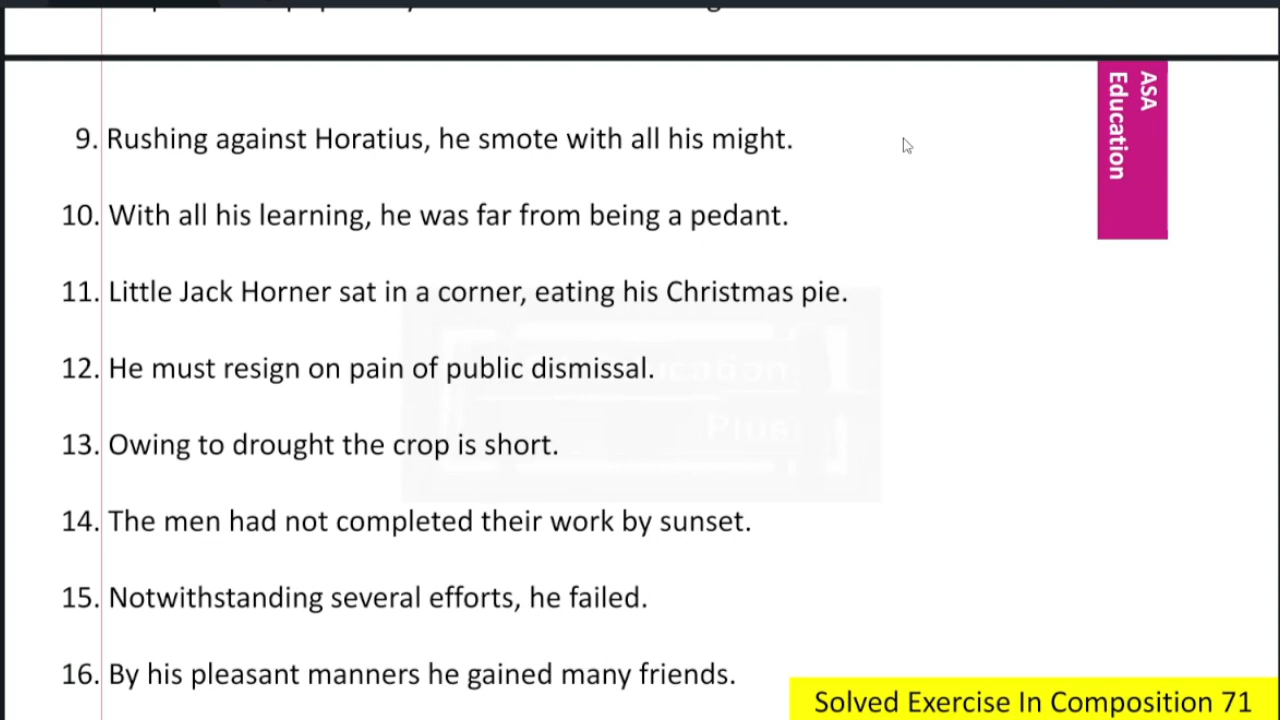 ASA
Education
9. Rushing against Horatius, he smote with all his might.
10. With all his learning, he was far from being a pedant.
11. Little Jack Horner sat in a corner, eating his Christmas pie.
12. He must resign on pain of public dismissal.
13. Owing to drought the crop is short.
14. The men had not completed their work by sunset.
Plus
15. Notwithstanding several efforts, he failed.
16. By his pleasant manners he gained many friends.
Solved Exercise In Composition 71